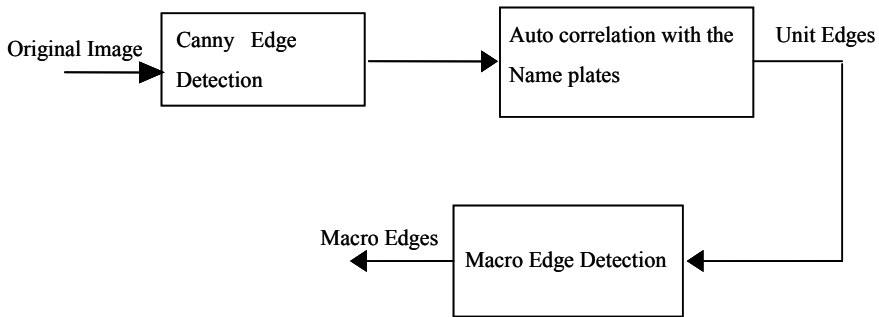 Original Image
Canny Edge
Detection
Auto correlation with the
Name plates
Unit Edges
Macro Edge Detection
Macro Edges